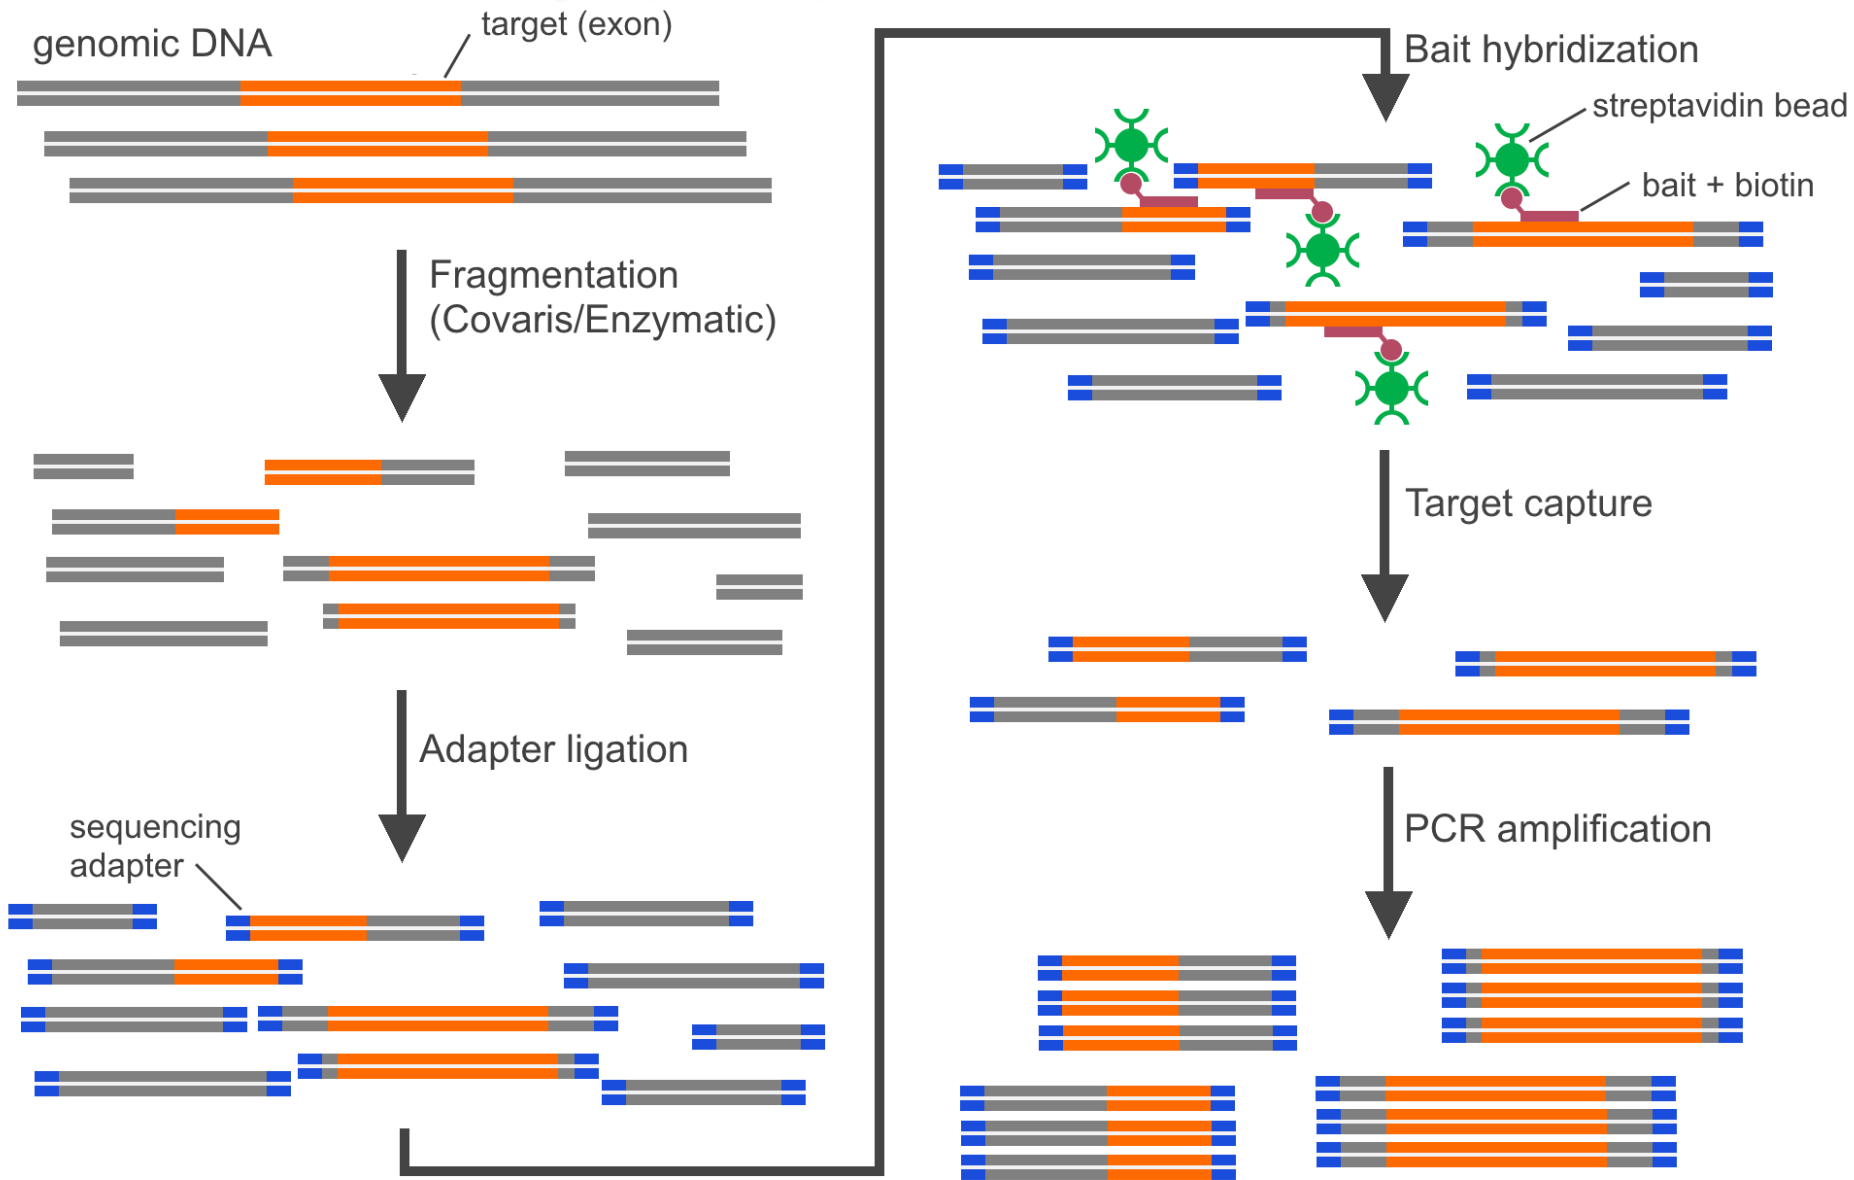 genomic DNA
target (exon)
Fragmentation
(Covaris/Enzymatic)
Adapter ligation
sequencing
adapter
Bait hybridization
streptavidin bead
bait + biotin
Target capture
PCR amplification